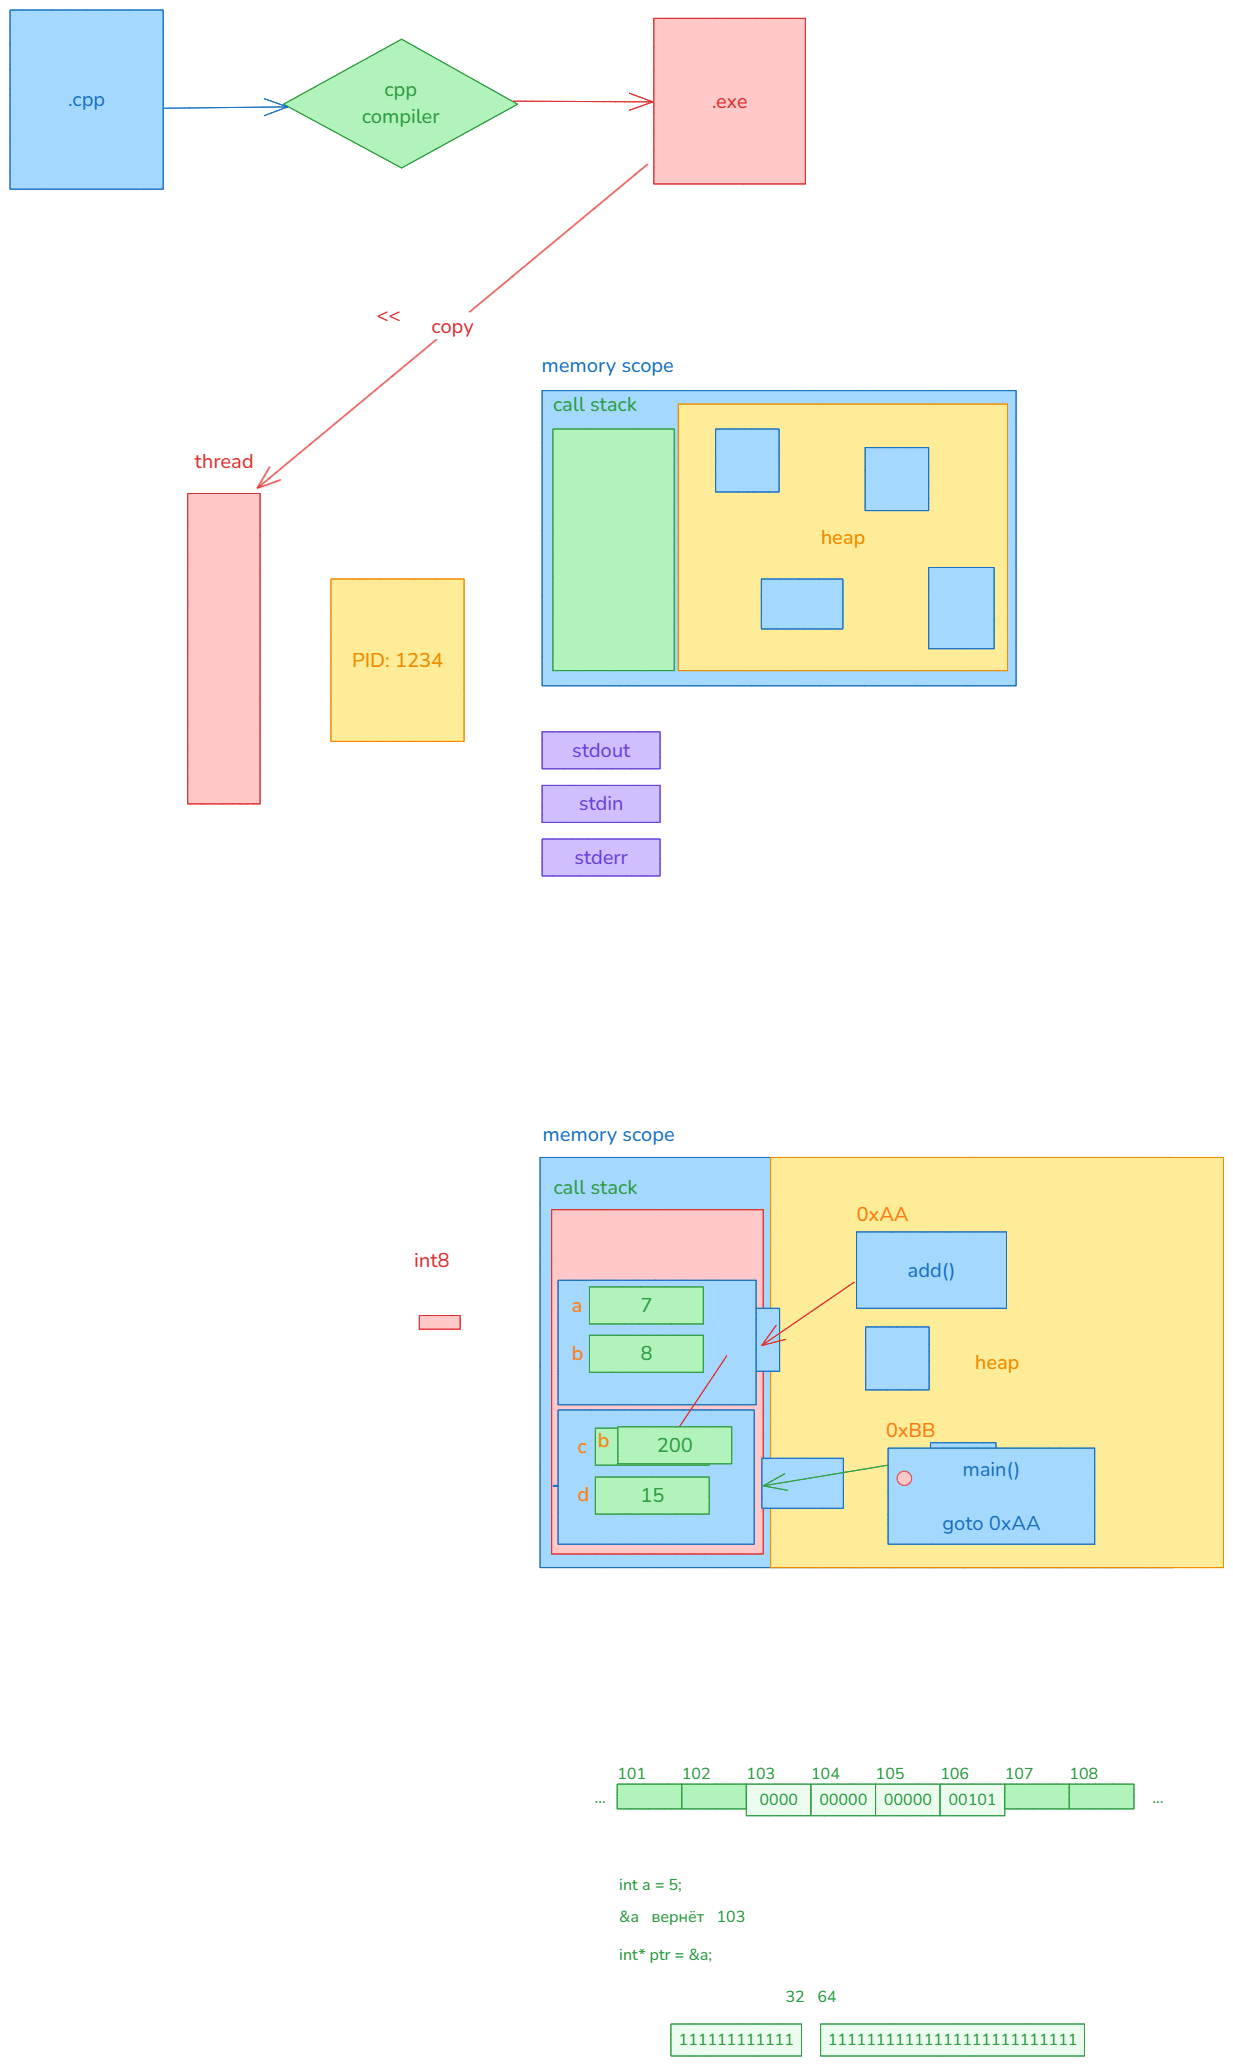 .cpp
cpp
compiler
.exe
<<
copy
memory scope
call stack
thread
heap
PID: 1234
stdout
stdin
stderr
memory scope
call stack
0xAA
int8
add()
a
7
b
8
heap
0xBB
c
b
200
main()
d
15
goto 0xAA
101 102 103 104 105 106 107 108
... 0000 00000 00000 00101 ...
int a = 5;
&a вернёт 103
int* ptr = &a;
32 64
111111111111 11111111111111111111111111